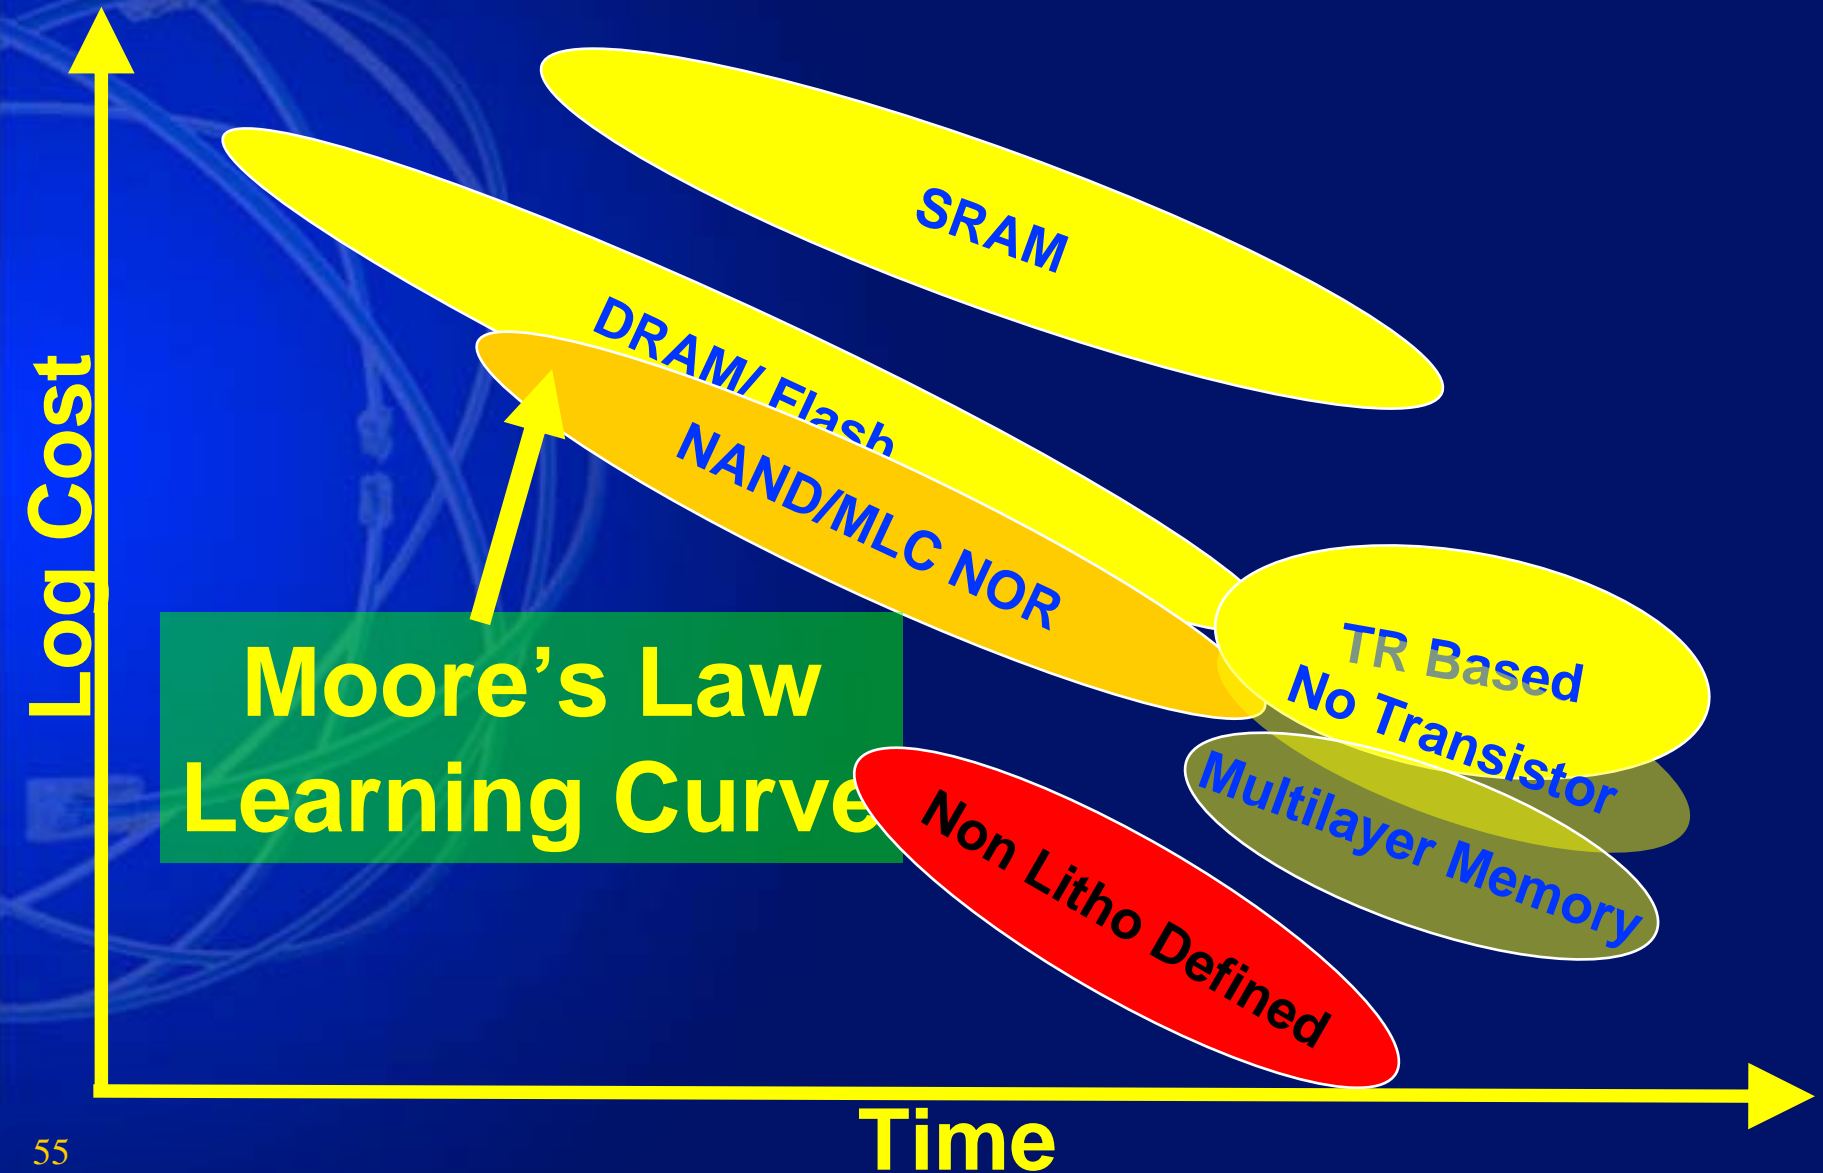 Log Cost
SRAM
DRAM/ Flash
NAND/MLC NOR
TR Based
No Transistor
Multilayer Memory
Moore’s Law
Learning Curve
Non Litho Defined
Time
55